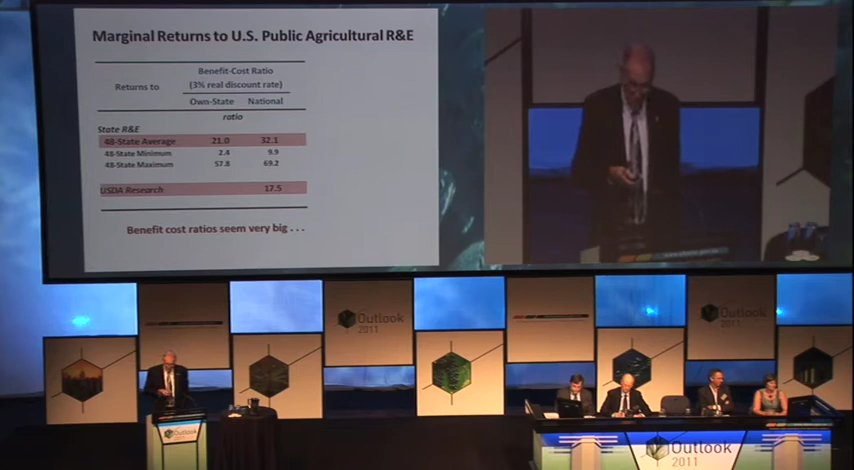 Marginal Returns to U.S. Public Agricultural R&E
Benefit-Cost Ratio
Returns to
(3% real discount rate)
Own-State National
ratio
State R&E
48-State Average 21.0 32.1
48-State Minimum 2.4 9.9
48-State Maximum 57.8 69.2
USDA Research 17.5
Benefit cost ratios seem very big . . .
Outlook
2011
Outlook
2011
Outlook
2011
Outlook
2011